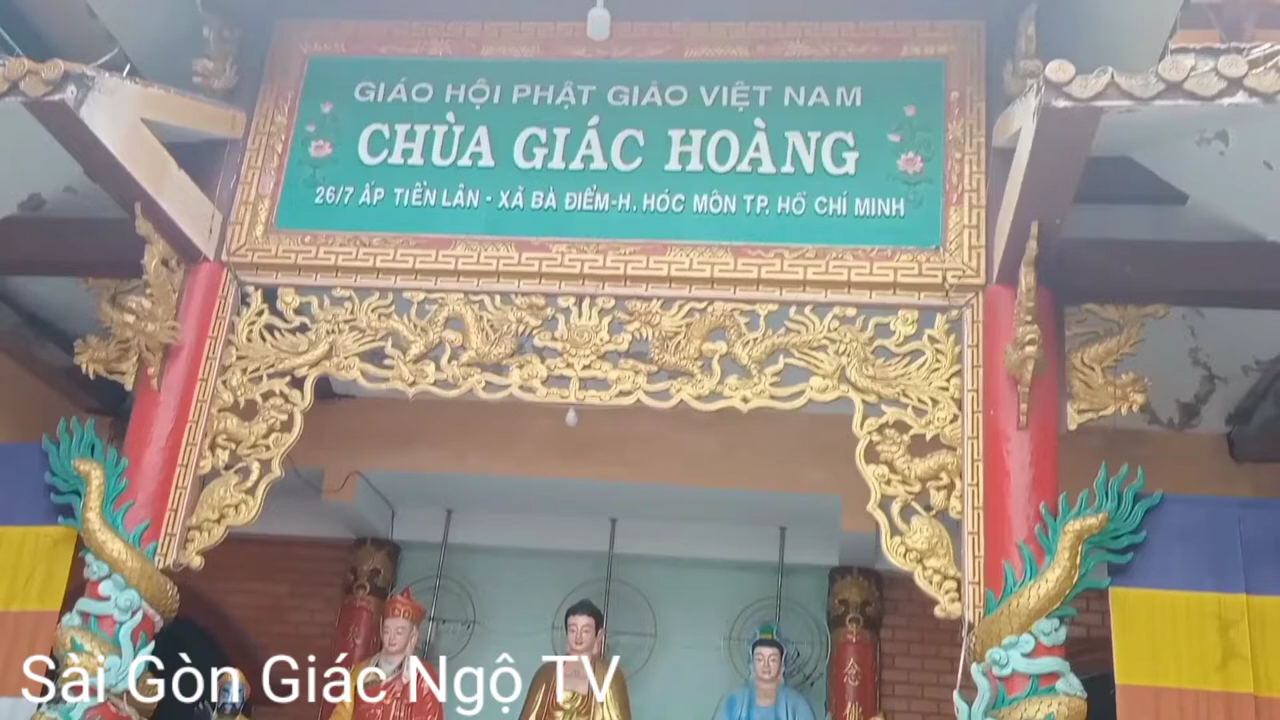 GIÁO HỘI PHẬT GIÁO VIỆT NAM
CHÙA GIÁC HOÀNG
26/7 ẤP TIỀN LÂN - XÃ BÀ ĐIỂM-H. HÓC MÔN TP. HỒ CHÍ MINH
Sài Gòn Giác Ngộ TV